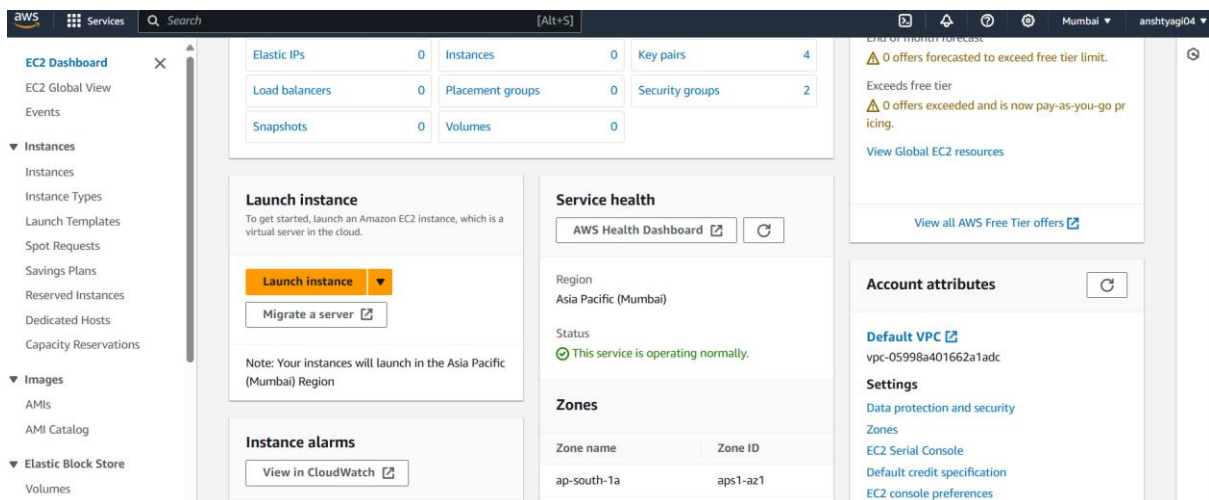 aws
Services
Search
[Alt+S]
Mumbai
anshtyagi04
EC2 Dashboard
EC2 Global View
Events
Instances
Instances
Instance Types
Launch Templates
Spot Requests
Savings Plans
Reserved Instances
Dedicated Hosts
Capacity Reservations
Images
AMIs
AMI Catalog
Elastic Block Store
Volumes
Elastic IPs 0
Instances 0
Key pairs 4
Load balancers 0
Placement groups 0
Security groups 2
Snapshots 0
Volumes 0
Launch instance
To get started, launch an Amazon EC2 instance, which is a
virtual server in the cloud.
Launch instance
Migrate a server
Note: Your instances will launch in the Asia Pacific
(Mumbai) Region
Instance alarms
View in CloudWatch
Service health
AWS Health Dashboard
Region
Asia Pacific (Mumbai)
Status
This service is operating normally.
Zones
Zone name Zone ID
ap-south-1a aps1-az1
End of month forecast
0 offers forecasted to exceed free tier limit.
Exceeds free tier
0 offers exceeded and is now pay-as-you-go pr
icing.
View Global EC2 resources
View all AWS Free Tier offers
Account attributes
Default VPC
vpc-05998a401662a1adc
Settings
Data protection and security
Zones
EC2 Serial Console
Default credit specification
EC2 console preferences